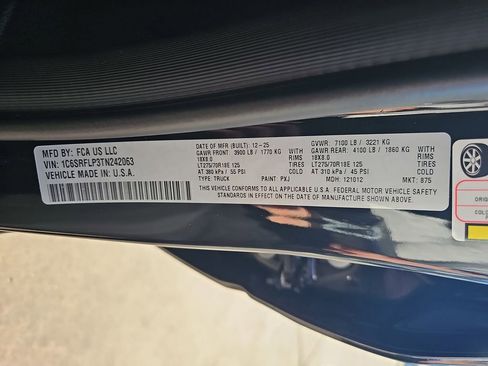 MFD BY: FCA US LLC
VIN: 1C6SRFLP3TN242063
VEHICLE MADE IN: U.S.A.
DATE OF MFR (BUILT): 12-25 GVWR: 7100 LB / 3221 KG
GAWR FRONT: 3900 LB / 1770 KG WITH GAWR REAR: 4100 LB / 1860 KG WITH
18X8.0 RIMS 18X8.0 RIMS
LT275/70R18E 125 TIRES LT275/70R18E 125 TIRES
AT 380 kPa / 55 PSI COLD AT 310 kPa / 45 PSI COLD
TYPE: TRUCK PAINT: PXJ MDH: 121012 MKT: 875
THIS VEHICLE CONFORMS TO ALL APPLICABLE U.S.A. FEDERAL MOTOR VEHICLE SAFETY
STANDARDS IN EFFECT ON THE DATE OF MANUFACTURE SHOWN ABOVE.
ORIG
COLD